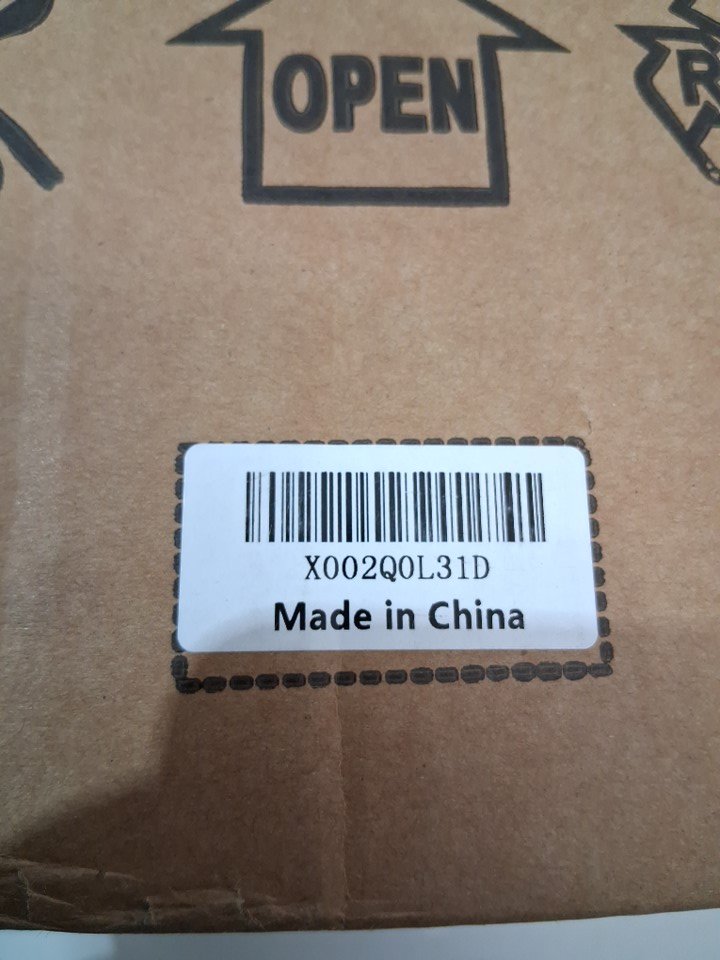 OPEN
R
X002Q0L31D
Made in China